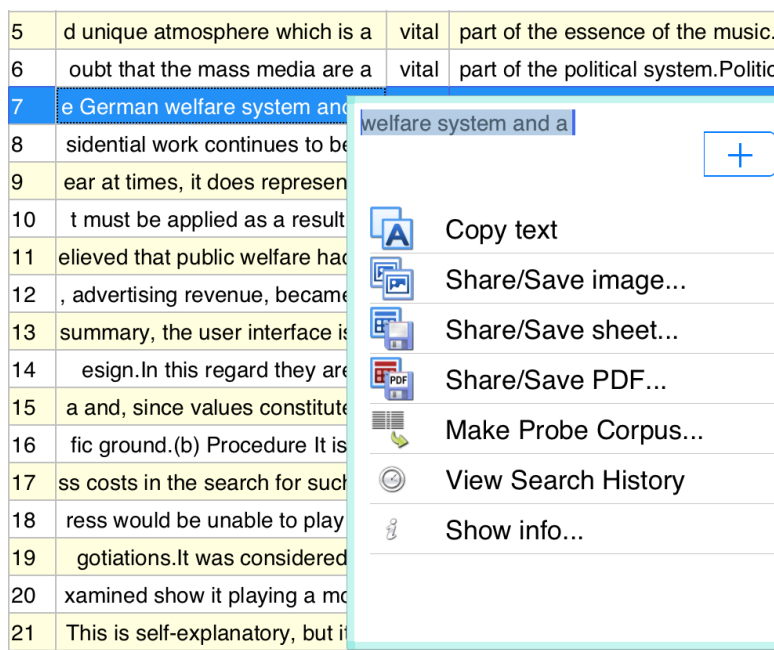 5 d unique atmosphere which is a vital part of the essence of the music.
6 oubt that the mass media are a vital part of the political system.Politic
7 e German welfare system and
welfare system and a
+
8 sidential work continues to be
9 ear at times, it does represen
10 t must be applied as a result
11 elieved that public welfare had
12 , advertising revenue, became
13 summary, the user interface is
14 esign.In this regard they are
15 a and, since values constitute
16 fic ground.(b) Procedure It is
17 ss costs in the search for such
18 ress would be unable to play
19 gotiations.It was considered
20 xamined show it playing a mo
21 This is self-explanatory, but it
Copy text
Share/Save image...
Share/Save sheet...
PDF Share/Save PDF...
Make Probe Corpus...
View Search History
Show info...